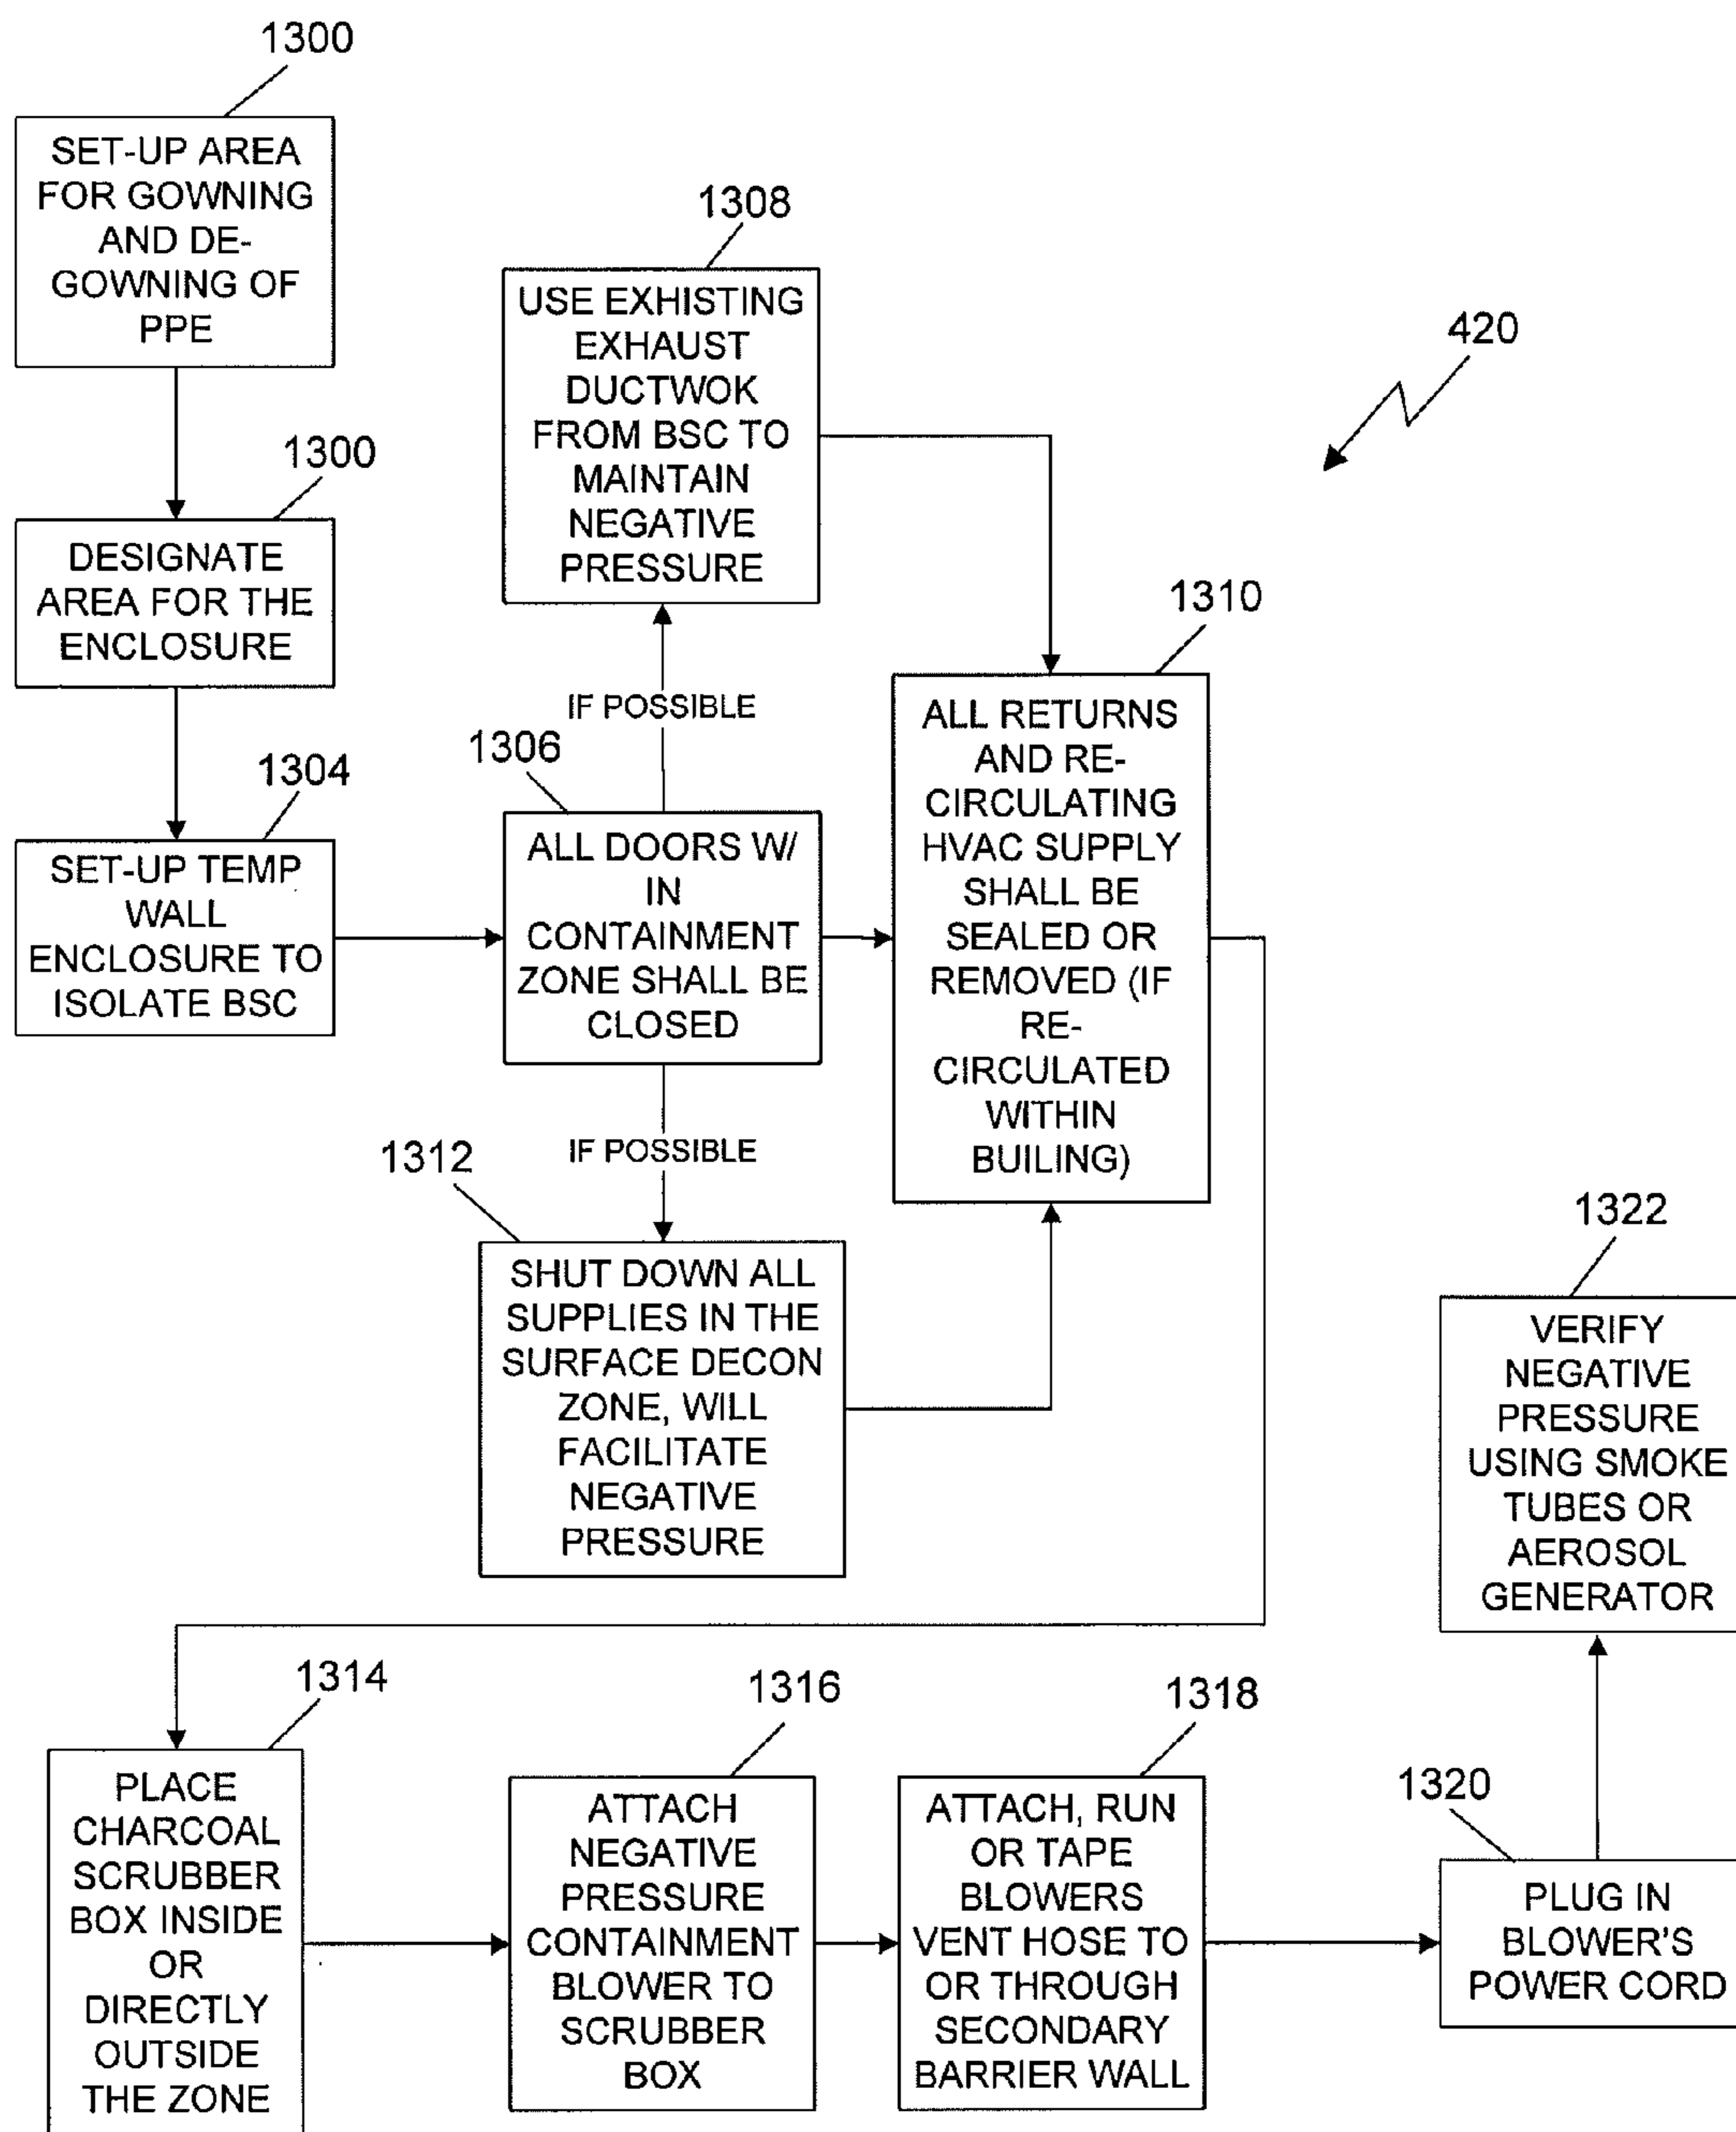 1300
SET-UP AREA
FOR GOWNING
AND DE-
GOWNING OF
PPE
1300
DESIGNATE
AREA FOR THE
ENCLOSURE
1304
SET-UP TEMP
WALL
ENCLOSURE TO
ISOLATE BSC
1308
USE EXHISTING
EXHAUST
DUCTWOK
FROM BSC TO
MAINTAIN
NEGATIVE
PRESSURE
420
IF POSSIBLE
1306
ALL DOORS W/
IN
CONTAINMENT
ZONE SHALL BE
CLOSED
1310
ALL RETURNS
AND RE-
CIRCULATING
HVAC SUPPLY
SHALL BE
SEALED OR
REMOVED (IF
RE-
CIRCULATED
WITHIN
BUILING)
IF POSSIBLE
1312
SHUT DOWN ALL
SUPPLIES IN THE
SURFACE DECON
ZONE, WILL
FACILITATE
NEGATIVE
PRESSURE
1314
PLACE
CHARCOAL
SCRUBBER
BOX INSIDE
OR
DIRECTLY
OUTSIDE
THE ZONE
1316
ATTACH
NEGATIVE
PRESSURE
CONTAINMENT
BLOWER TO
SCRUBBER
BOX
1318
ATTACH, RUN
OR TAPE
BLOWERS
VENT HOSE TO
OR THROUGH
SECONDARY
BARRIER WALL
1320
PLUG IN
BLOWER'S
POWER CORD
1322
VERIFY
NEGATIVE
PRESSURE
USING SMOKE
TUBES OR
AEROSOL
GENERATOR